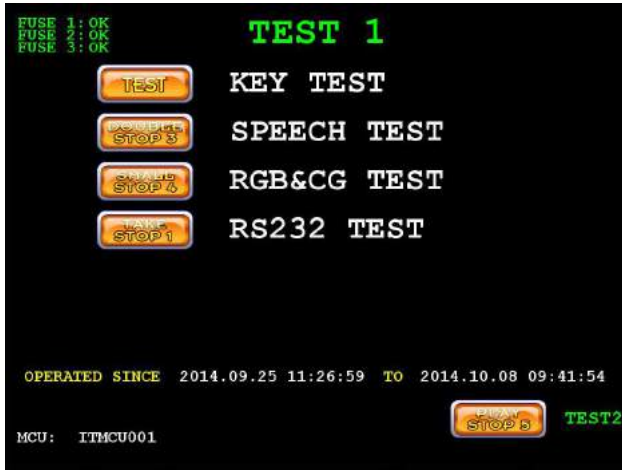 FUSE 1:OK
FUSE 2:OK
FUSE 3:OK
TEST 1
TEST KEY TEST
DOUBLE
STOP 3 SPEECH TEST
SMALL
STOP 4 RGB&CG TEST
TAKE
STOP 1 RS232 TEST
OPERATED SINCE 2014.09.25 11:26:59 TO 2014.10.08 09:41:54
PLAY
STOP 5 TEST2
MCU: ITMCU001